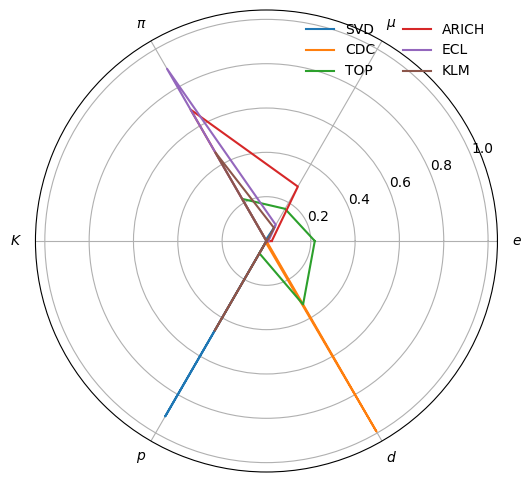 π
μ
SVD ARICH
CDC ECL
TOP KLM
1.0
0.8
0.6
0.4
0.2
K
e
p
d